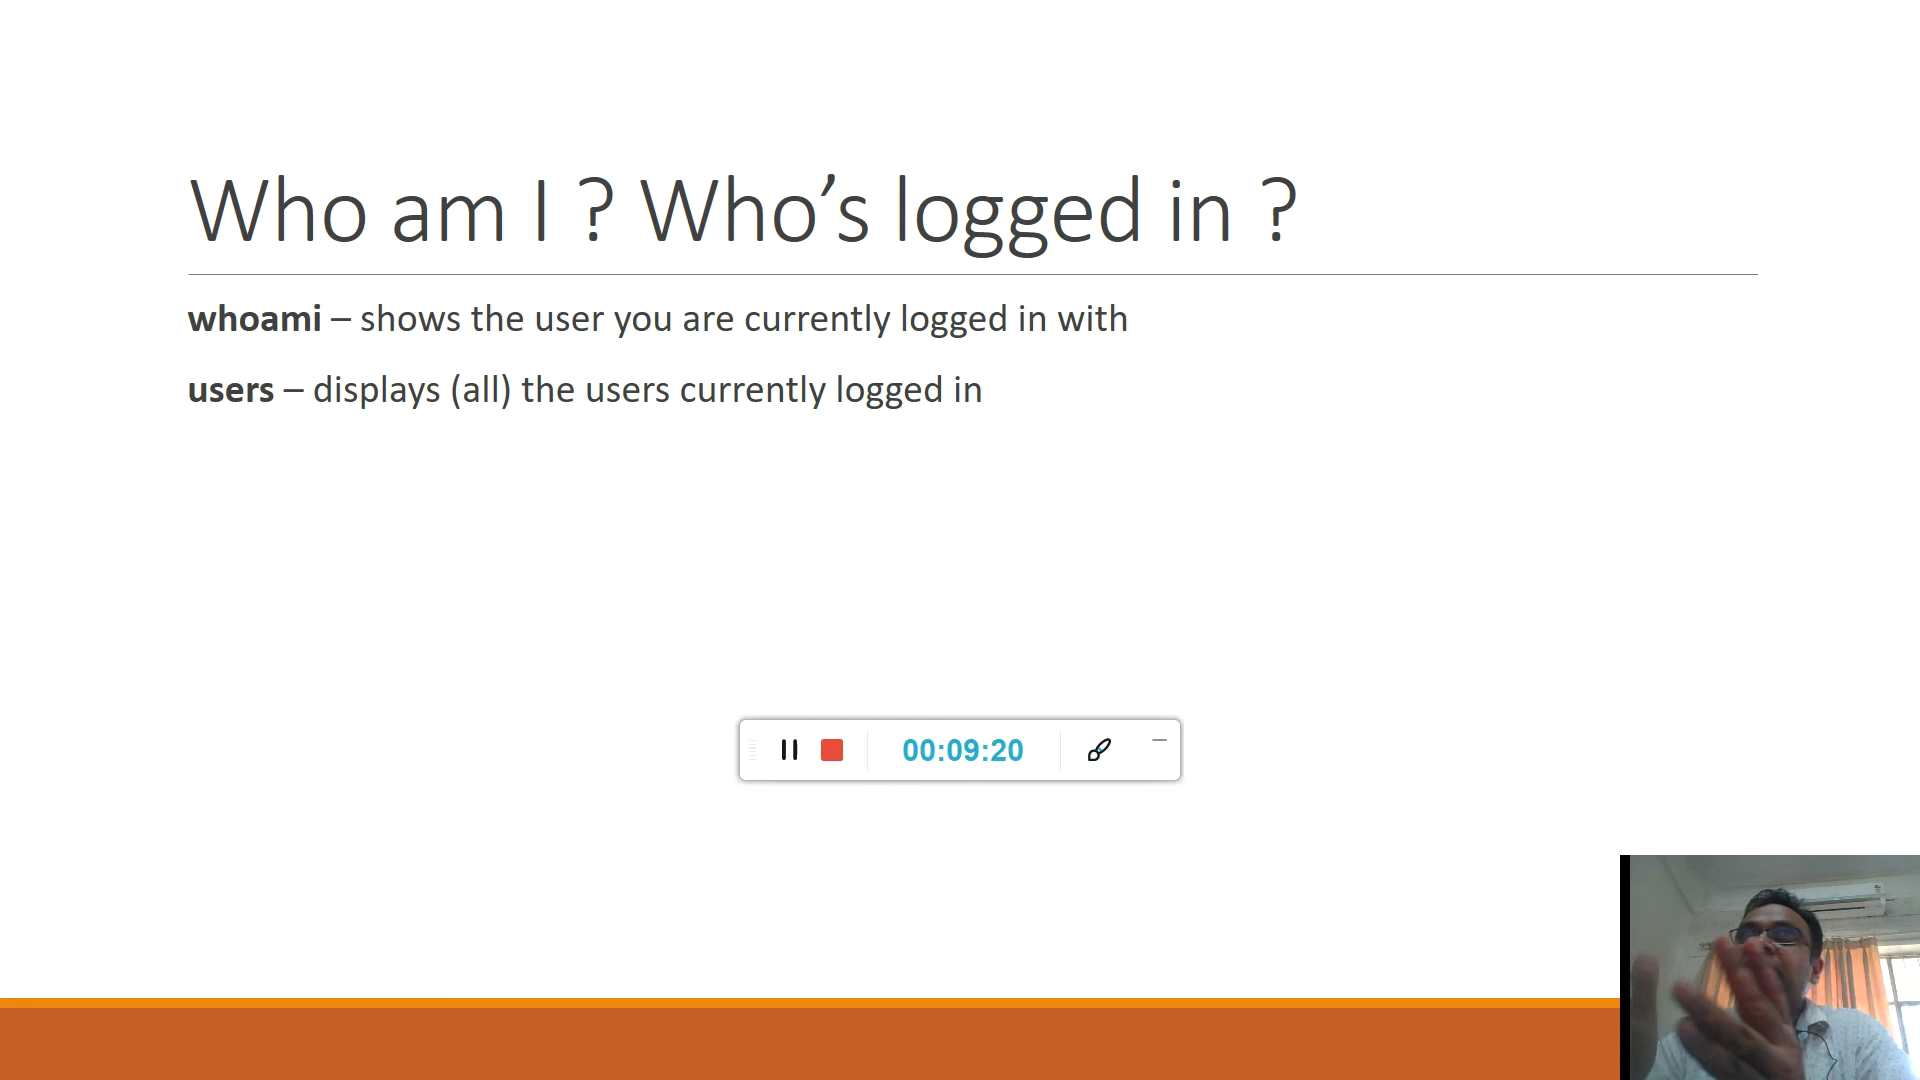 Who am I ? Who’s logged in ?
whoami – shows the user you are currently logged in with
users – displays (all) the users currently logged in
00:09:20